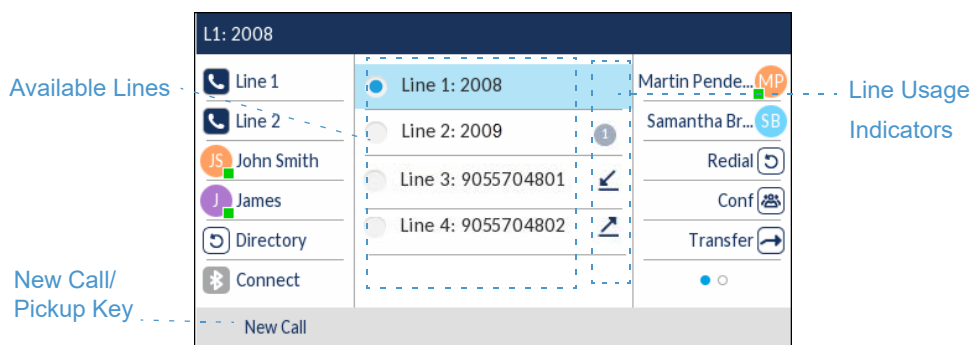 L1: 2008
Available Lines
Line 1
Line 2
JS John Smith
J James
Directory
Connect
Line 1: 2008
Line 2: 2009
1
Line 3: 9055704801
Line 4: 9055704802
Martin Pende... MP
Samantha Br... SB
Redial
Conf
Transfer
Line Usage
Indicators
New Call/
Pickup Key
New Call